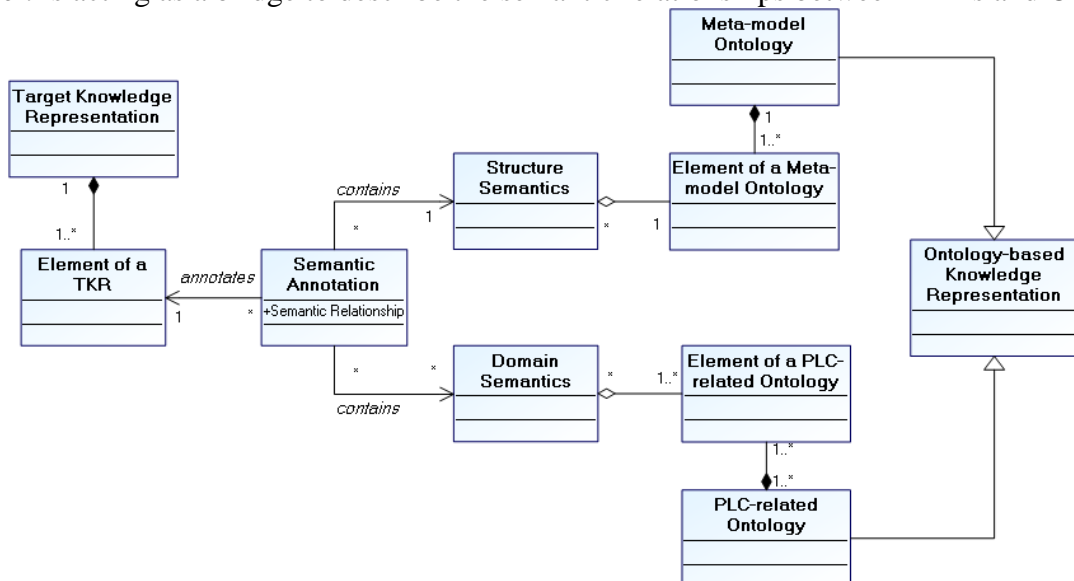 Meta-model
Ontology
1
1..*
Target Knowledge
Representation
1
1..*
Structure
Semantics
Element of a Meta-
model Ontology
contains
*
1
*
1
Element of a
TKR
annotates
1
*
Semantic
Annotation
+Semantic Relationship
Ontology-based
Knowledge
Representation
*
*
contains
Domain
Semantics
*
1..*
Element of a PLC-
related Ontology
1..*
1..*
PLC-related
Ontology